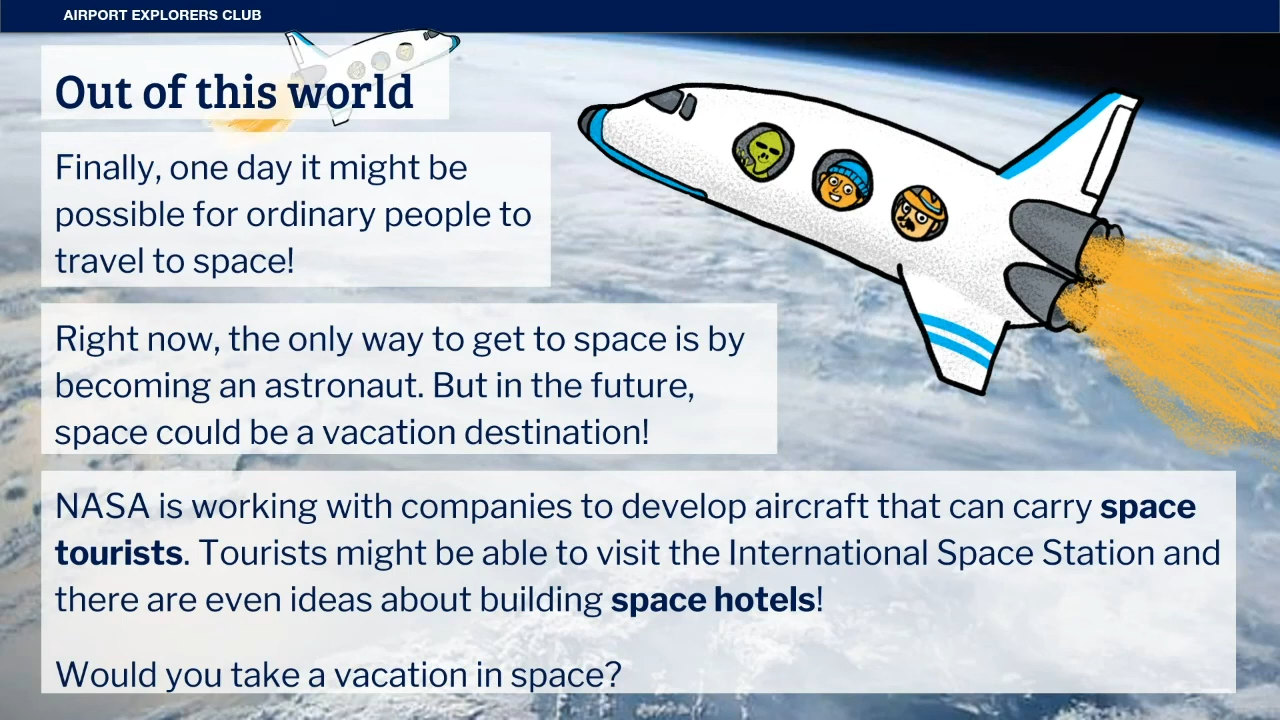 AIRPORT EXPLORERS CLUB
Out of this world
Finally, one day it might be
possible for ordinary people to
travel to space!
Right now, the only way to get to space is by
becoming an astronaut. But in the future,
space could be a vacation destination!
NASA is working with companies to develop aircraft that can carry space
tourists. Tourists might be able to visit the International Space Station and
there are even ideas about building space hotels!
Would you take a vacation in space?